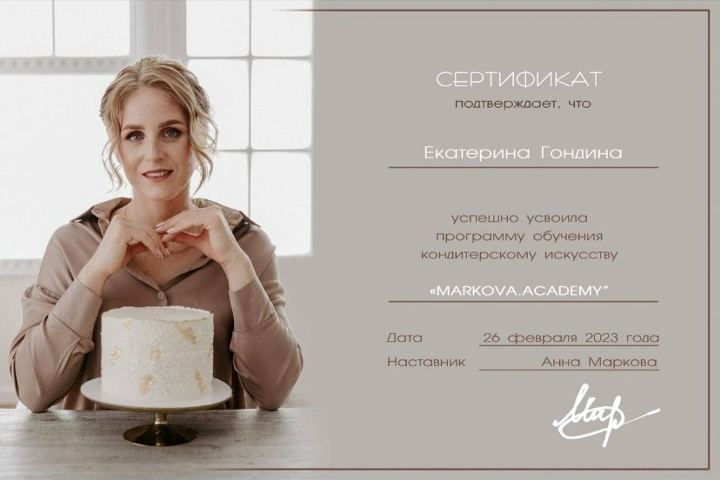 СЕРТИФИКАТ
подтверждает, что
Екатерина Гондина
успешно усвоила
программу обучения
кондитерскому искусству
«MARKOVA.ACADEMY”
Дата 26 февраля 2023 года
Наставник Анна Маркова
Мар